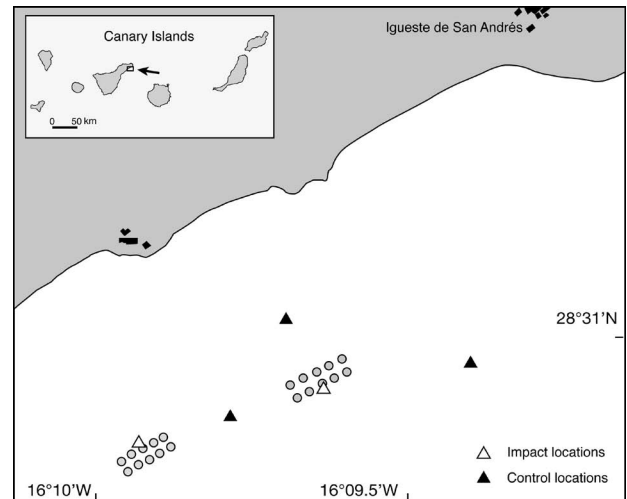 Canary Islands
0 50 km
Igueste de San Andrés
28°31'N
Impact locations
Control locations
16°10'W
16°09.5'W